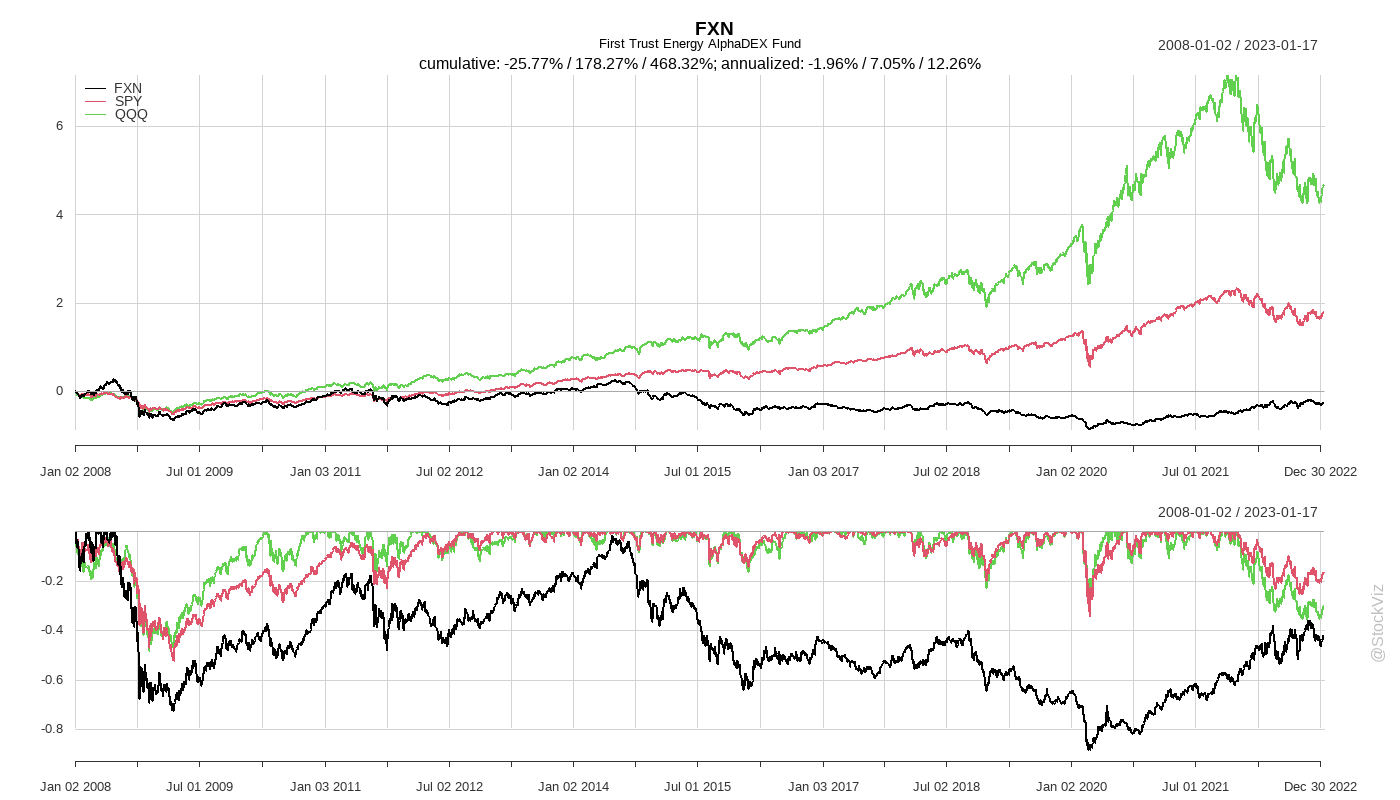 FXN
First Trust Energy AlphaDEX Fund
2008-01-02 / 2023-01-17
cumulative: -25.77% / 178.27% / 468.32%; annualized: -1.96% / 7.05% / 12.26%
FXN
SPY
QQQ
6
4
2
0
Jan 02 2008 Jul 01 2009 Jan 03 2011 Jul 02 2012 Jan 02 2014 Jul 01 2015 Jan 03 2017 Jul 02 2018 Jan 02 2020 Jul 01 2021 Dec 30 2022
2008-01-02 / 2023-01-17
-0.2
-0.4
-0.6
-0.8
Jan 02 2008 Jul 01 2009 Jan 03 2011 Jul 02 2012 Jan 02 2014 Jul 01 2015 Jan 03 2017 Jul 02 2018 Jan 02 2020 Jul 01 2021 Dec 30 2022
@StockViz